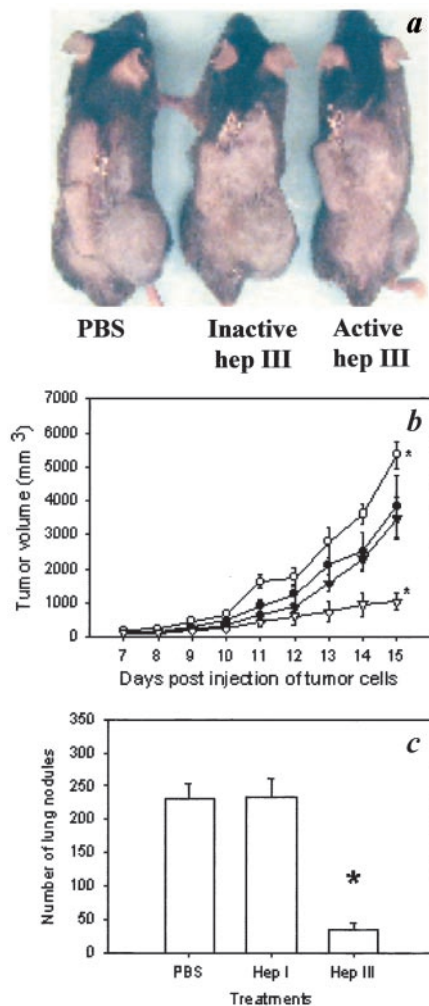 a
PBS
Inactive
hep III
Active
hep III
b
7000
6000
5000
4000
3000
2000
1000
0
Tumor volume (mm 3)
*
*
7 8 9 10 11 12 13 14 15
Days post injection of tumor cells
c
350
300
250
200
150
100
50
0
Number of lung nodules
*
PBS Hep I Hep III
Treatments